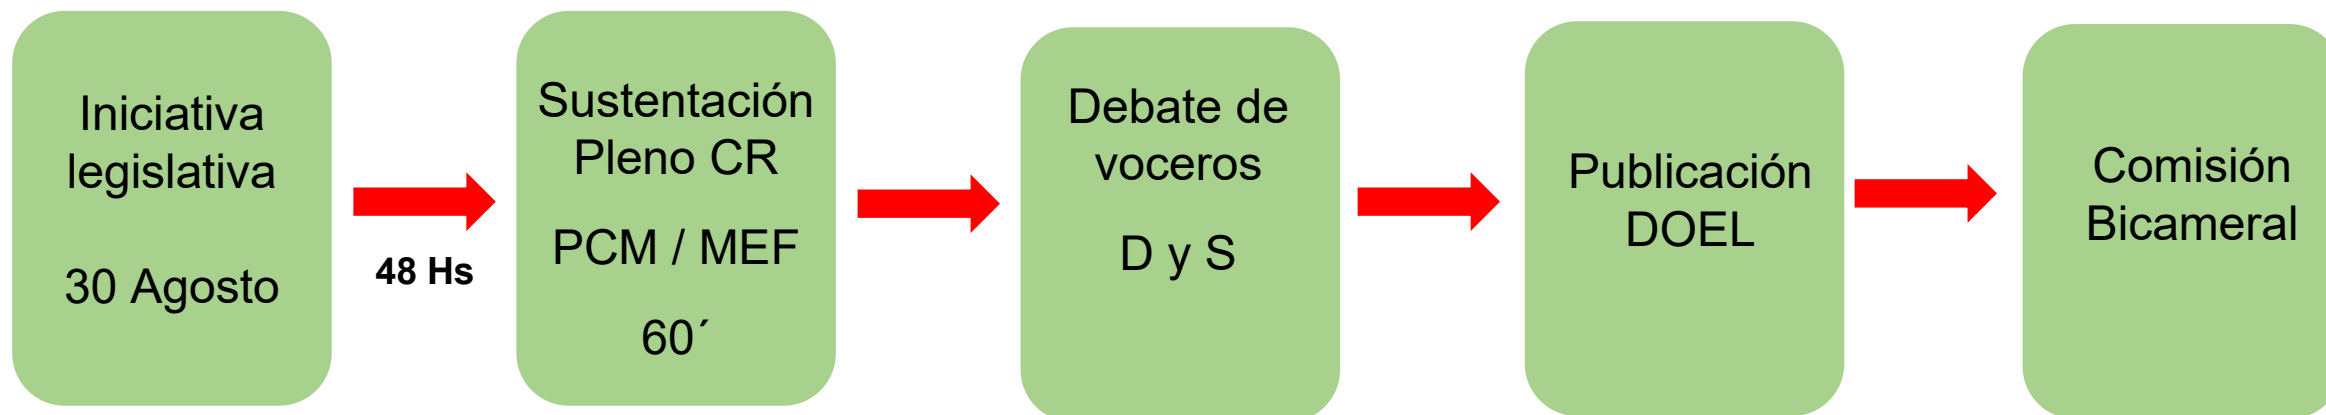 Iniciativa
legislativa
30 Agosto
48 Hs
Sustentación
Pleno CR
PCM / MEF
60´
Debate de
voceros
D y S
Publicación
DOEL
Comisión
Bicameral